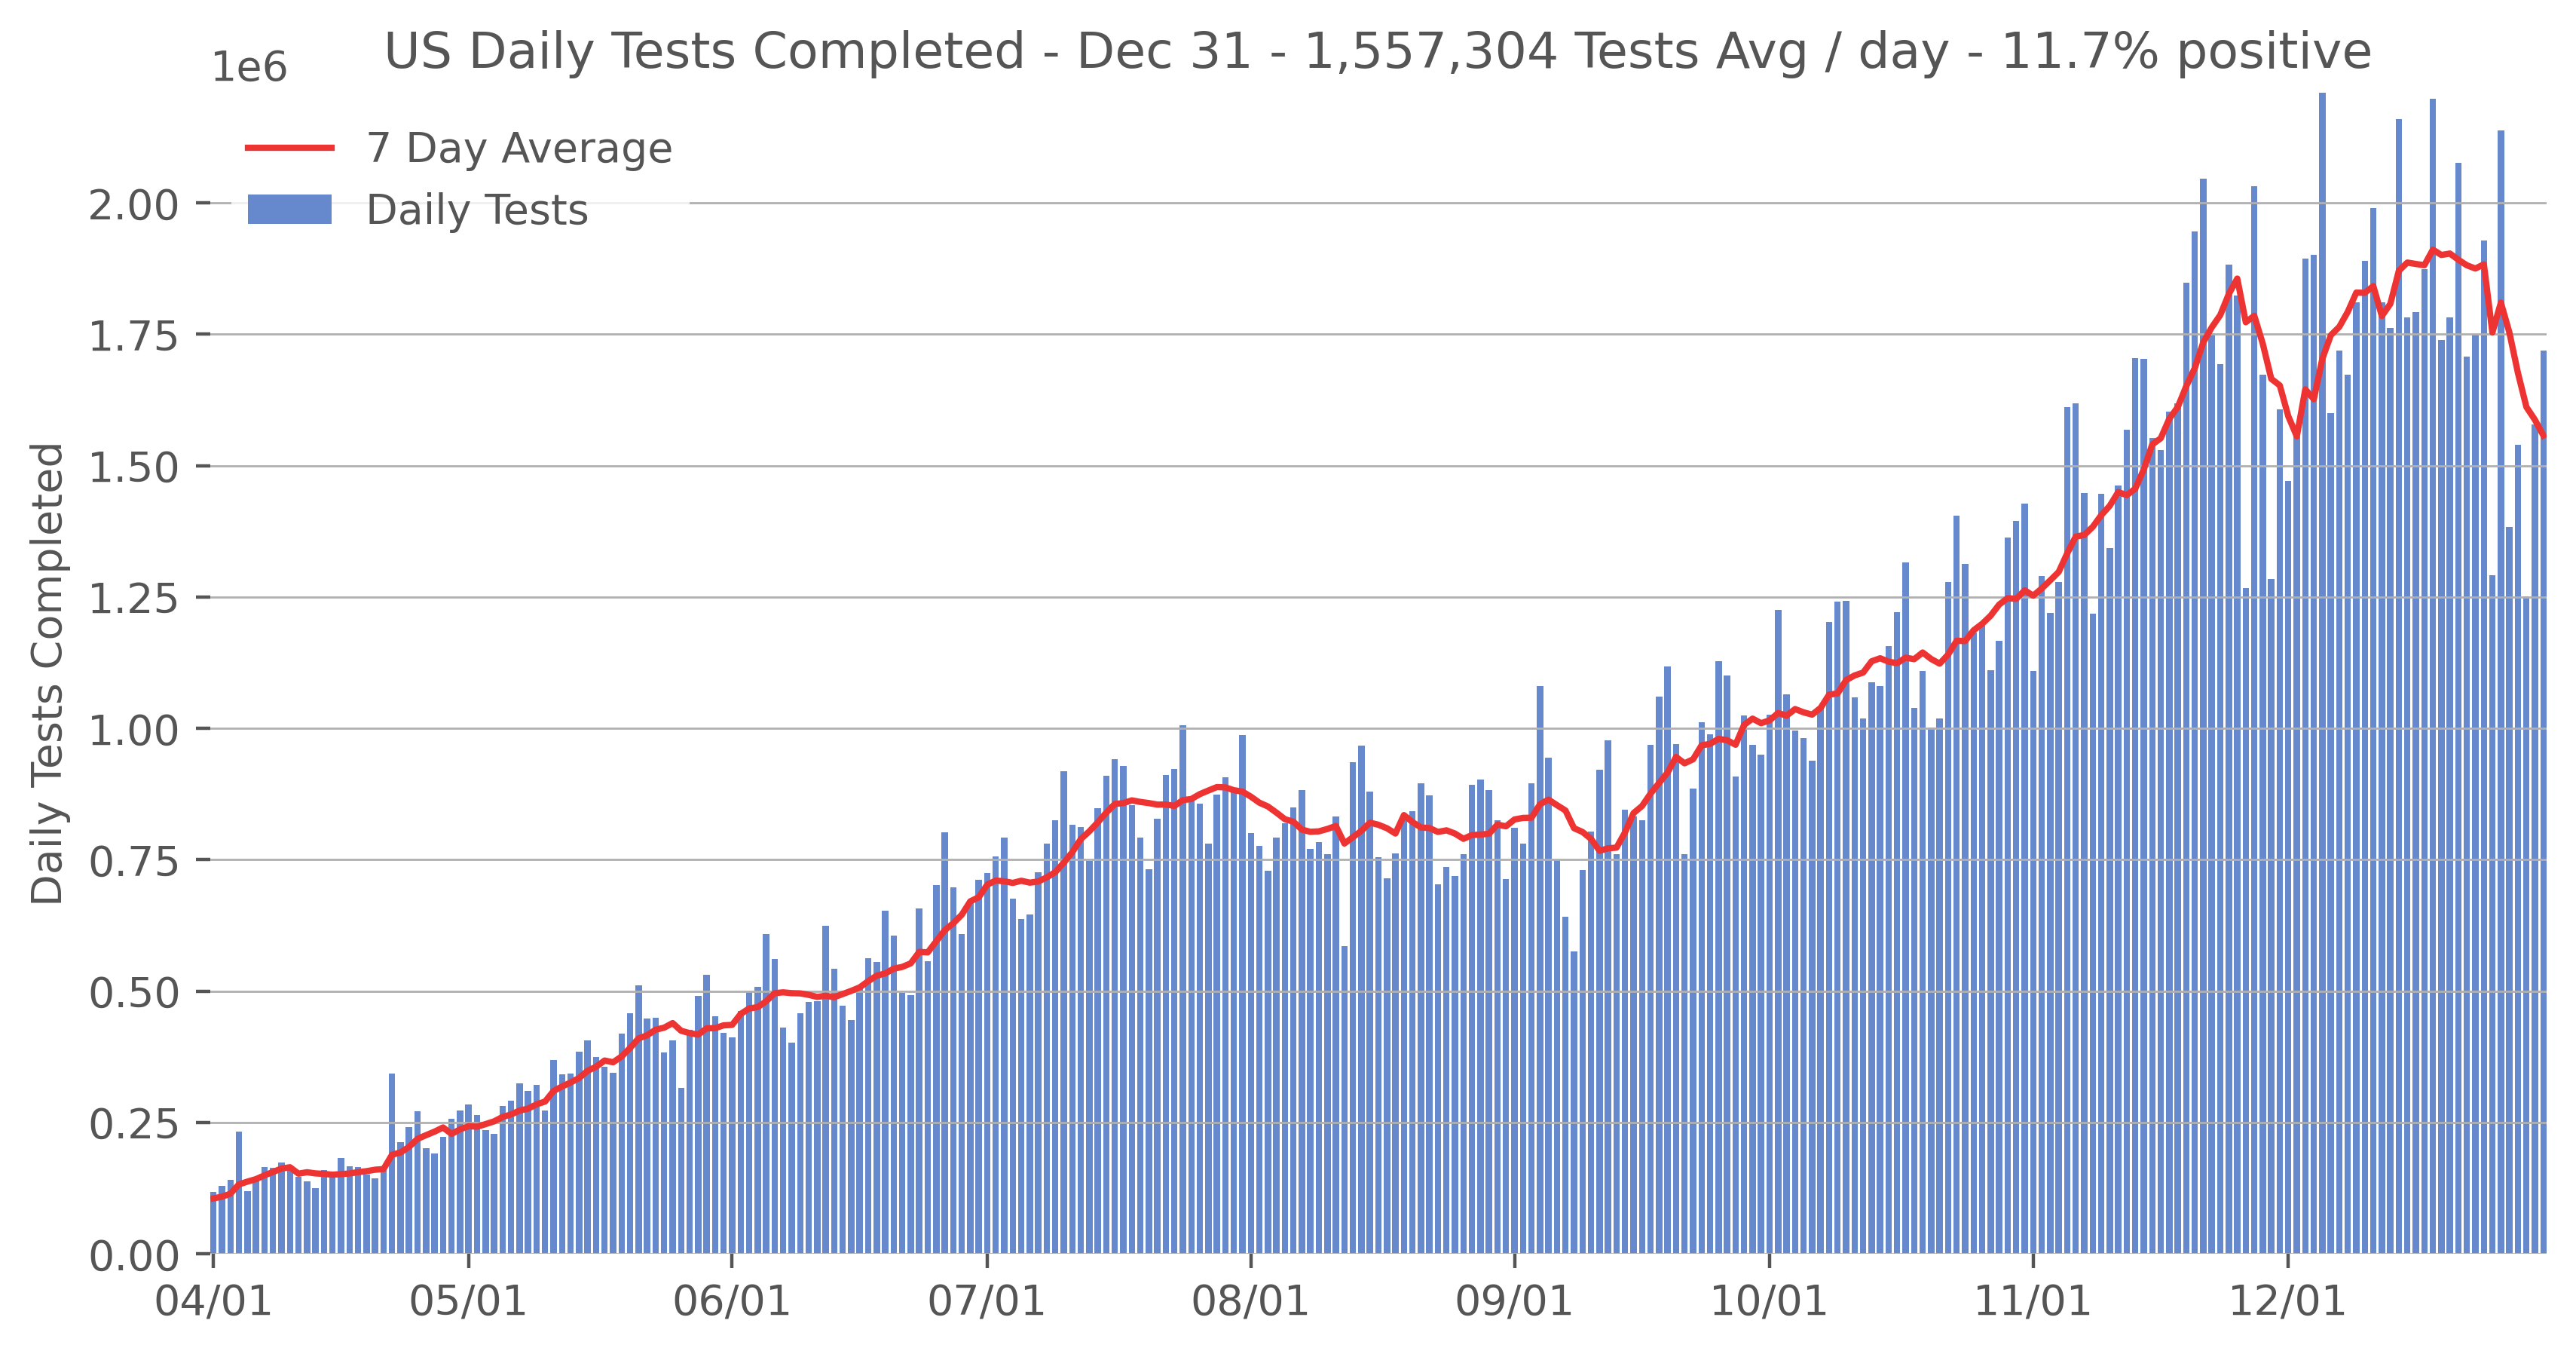 US Daily Tests Completed - Dec 31 - 1,557,304 Tests Avg / day - 11.7% positive
1e6
7 Day Average
Daily Tests
2.00
1.75
1.50
1.25
1.00
0.75
0.50
0.25
0.00
Daily Tests Completed
04/01 05/01 06/01 07/01 08/01 09/01 10/01 11/01 12/01